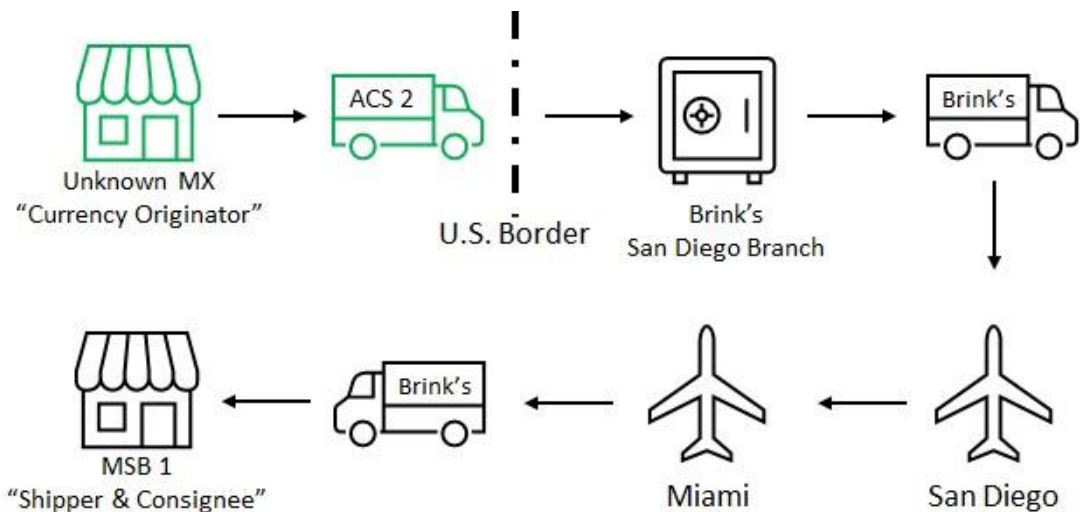 ACS 2
Brink’s
Unknown MX
“Currency Originator”
U.S. Border
Brink’s
San Diego Branch
Brink’s
MSB 1
“Shipper & Consignee”
Miami
San Diego